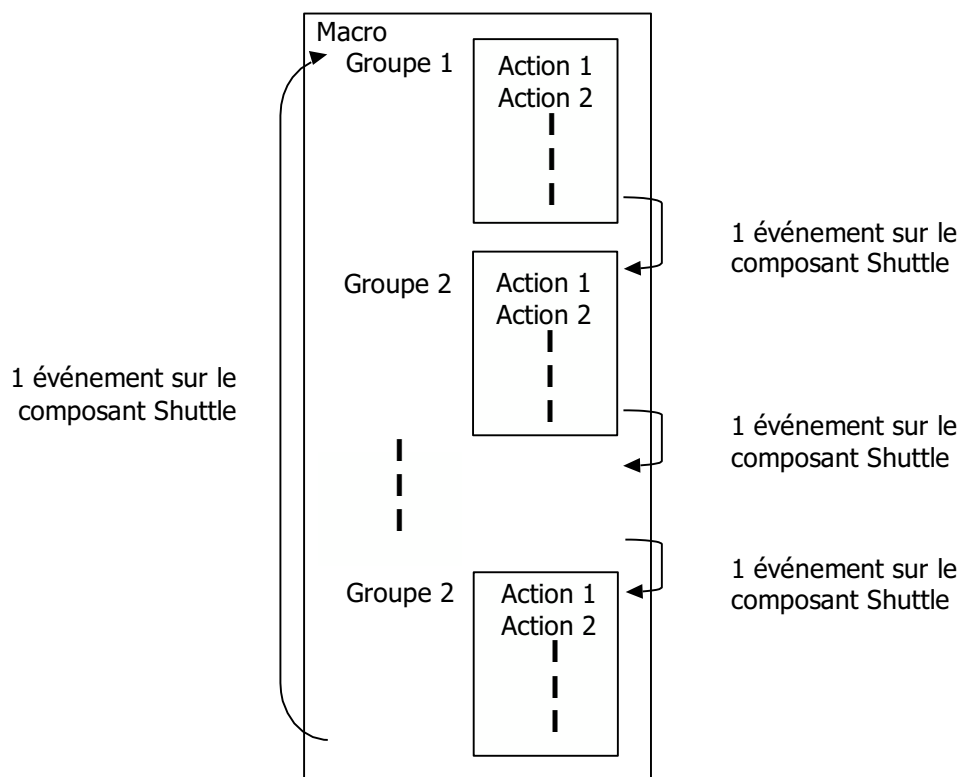 Macro
Groupe 1
Action 1
Action 2
1 événement sur le
composant Shuttle
Groupe 2
Action 1
Action 2
1 événement sur le
composant Shuttle
1 événement sur le
composant Shuttle
1 événement sur le
composant Shuttle
Groupe 2
Action 1
Action 2